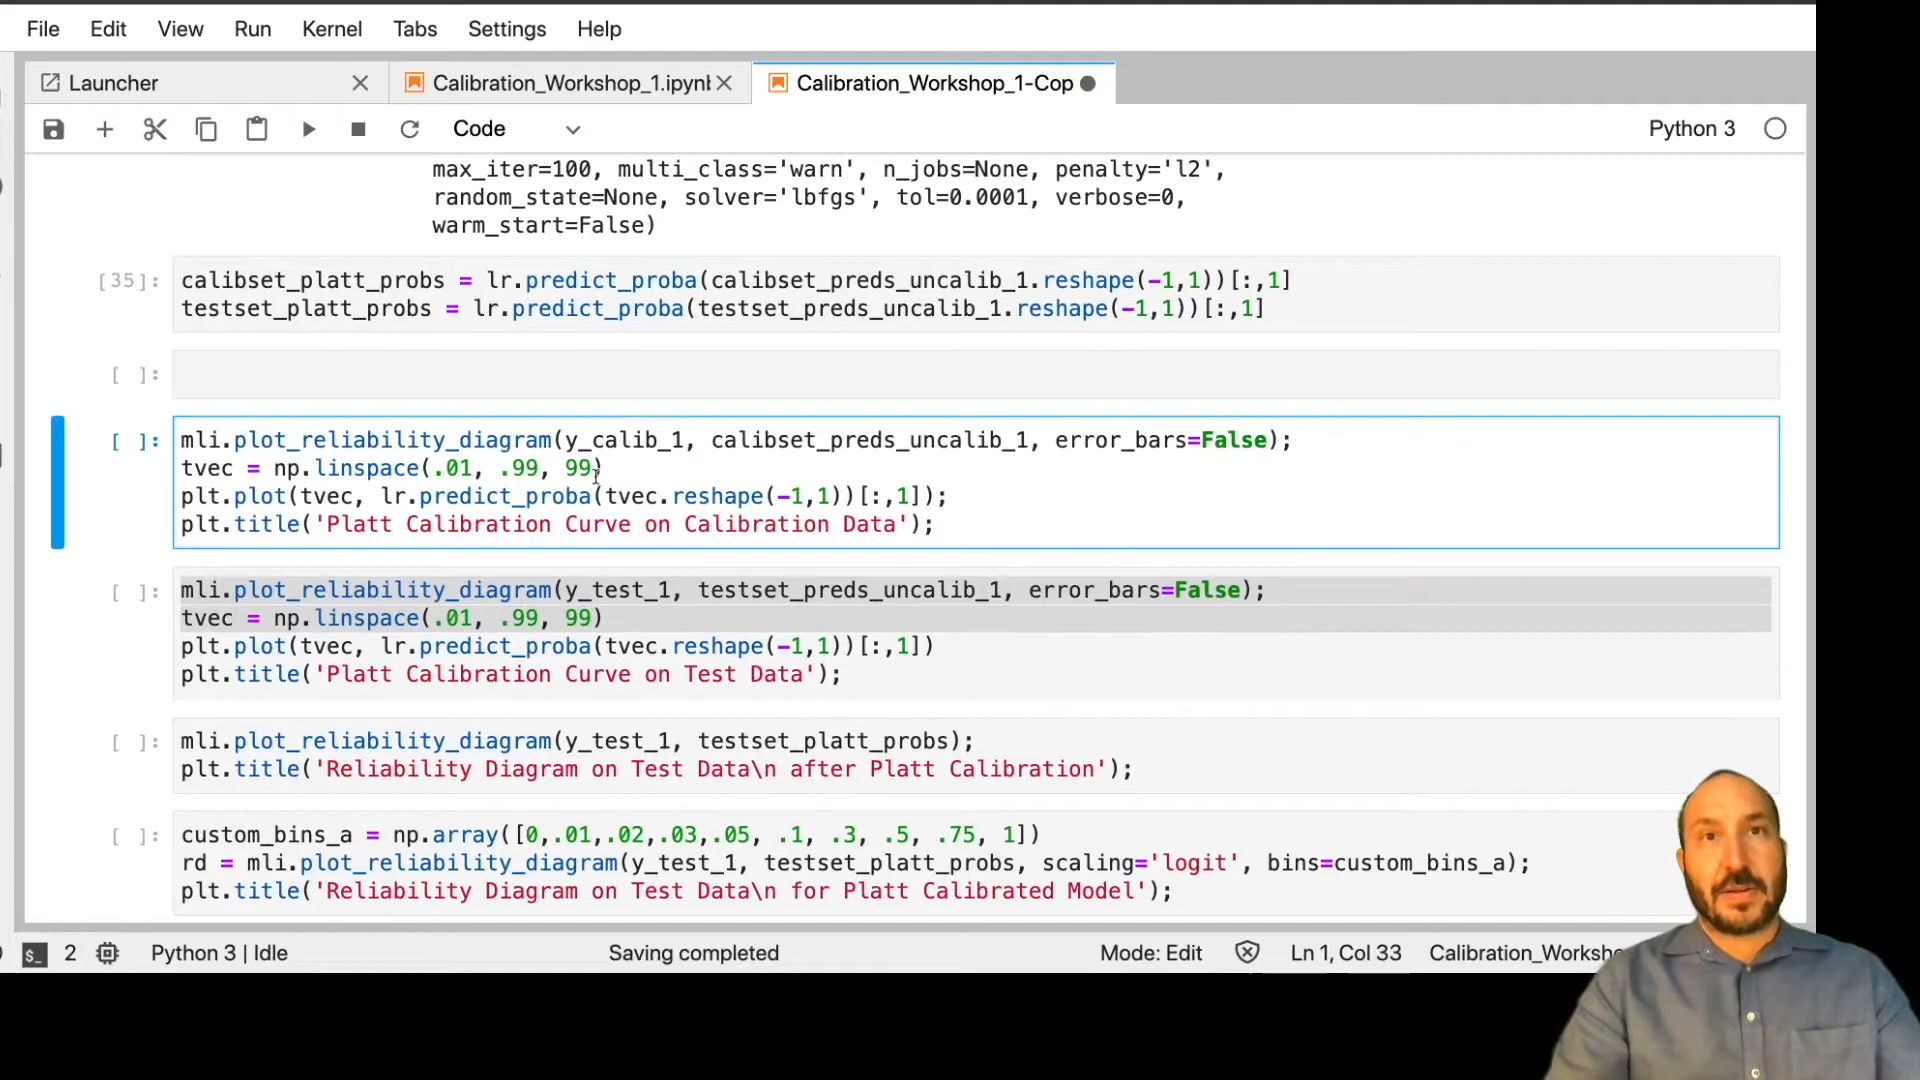 File Edit View Run Kernel Tabs Settings Help
Launcher Calibration_Workshop_1.ipynb Calibration_Workshop_1-Cop
Code Python 3
max_iter=100, multi_class='warn', n_jobs=None, penalty='l2',
random_state=None, solver='lbfgs', tol=0.0001, verbose=0,
warm_start=False)
[35]: calibset_platt_probs = lr.predict_proba(calibset_preds_uncalib_1.reshape(-1,1))[:,1]
testset_platt_probs = lr.predict_proba(testset_preds_uncalib_1.reshape(-1,1))[:,1]
[ ]:
[ ]: mli.plot_reliability_diagram(y_calib_1, calibset_preds_uncalib_1, error_bars=False);
tvec = np.linspace(.01, .99, 99)
plt.plot(tvec, lr.predict_proba(tvec.reshape(-1,1))[:,1]);
plt.title('Platt Calibration Curve on Calibration Data');
[ ]: mli.plot_reliability_diagram(y_test_1, testset_preds_uncalib_1, error_bars=False);
tvec = np.linspace(.01, .99, 99)
plt.plot(tvec, lr.predict_proba(tvec.reshape(-1,1))[:,1])
plt.title('Platt Calibration Curve on Test Data');
[ ]: mli.plot_reliability_diagram(y_test_1, testset_platt_probs);
plt.title('Reliability Diagram on Test Data\n after Platt Calibration');
[ ]: custom_bins_a = np.array([0,.01,.02,.03,.05, .1, .3, .5, .75, 1])
rd = mli.plot_reliability_diagram(y_test_1, testset_platt_probs, scaling='logit', bins=custom_bins_a);
plt.title('Reliability Diagram on Test Data\n for Platt Calibrated Model');
$_ 2 Python 3 | Idle Saving completed Mode: Edit Ln 1, Col 33 Calibration_Worksho